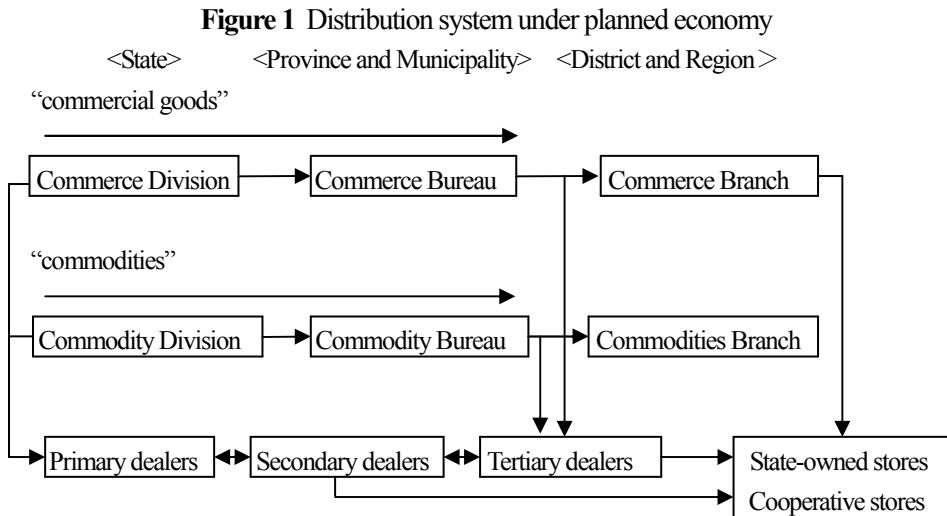 Figure 1 Distribution system under planned economy
<State> <Province and Municipality> <District and Region＞
“commercial goods”
Commerce Division Commerce Bureau Commerce Branch
“commodities”
Commodity Division Commodity Bureau Commodities Branch
Primary dealers Secondary dealers Tertiary dealers State-owned stores
Cooperative stores